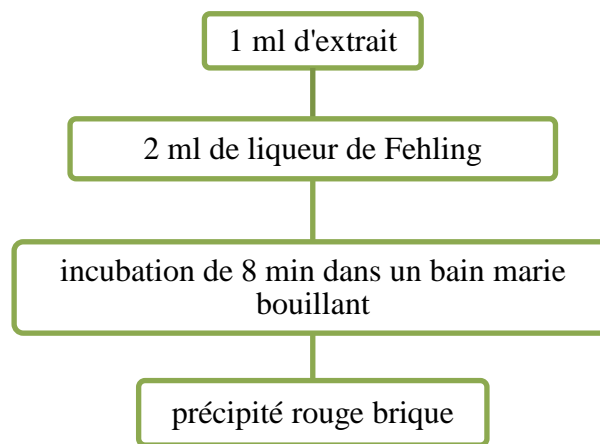 1 ml d'extrait
2 ml de liqueur de Fehling
incubation de 8 min dans un bain marie
bouillant
précipité rouge brique